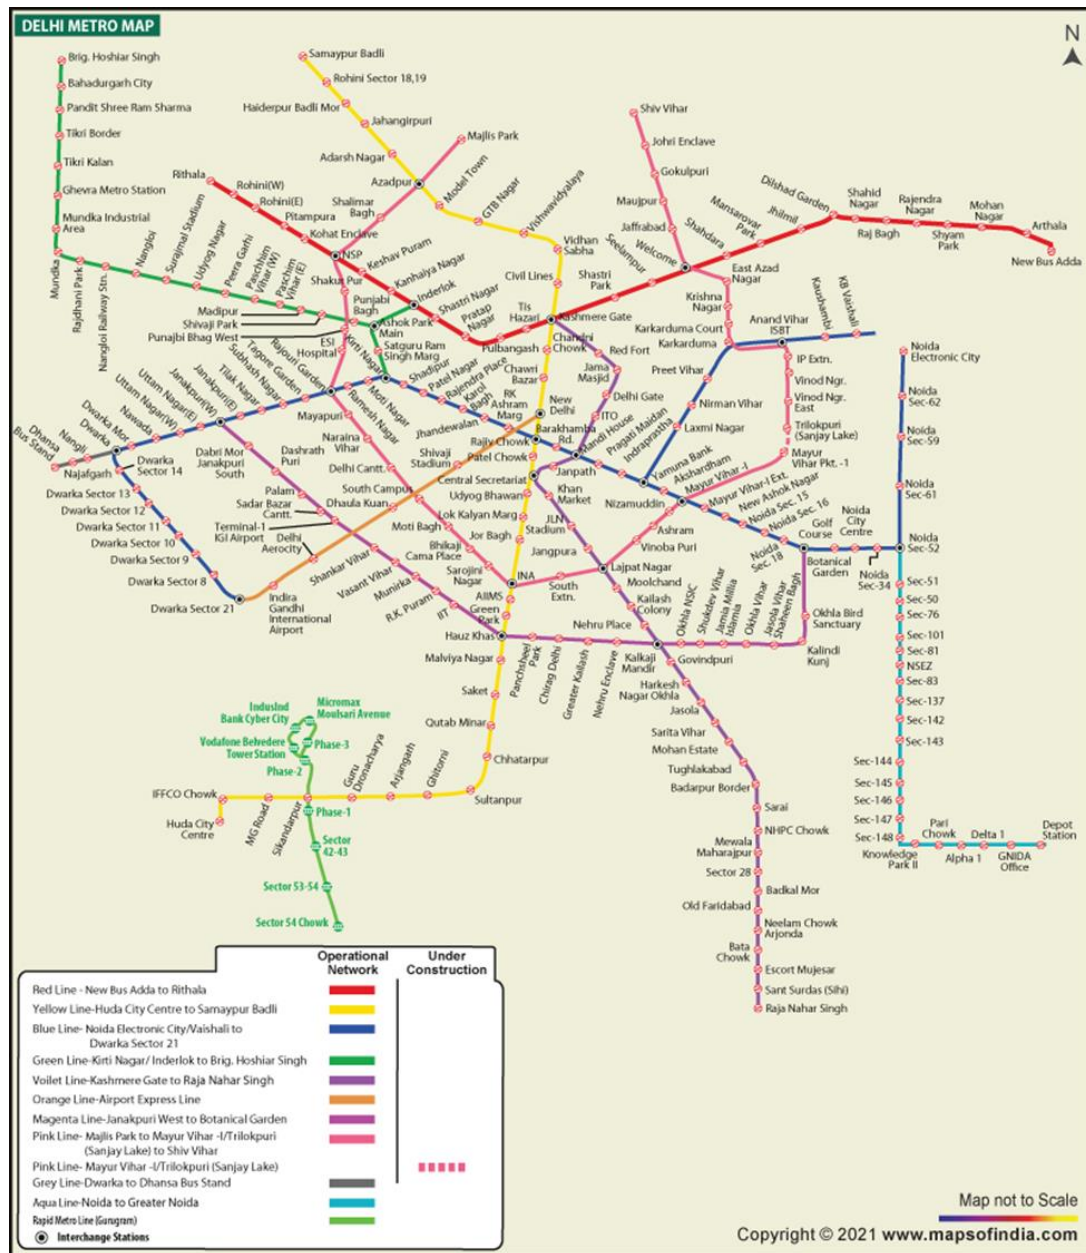 DELHI METRO MAP
N
Brig. Hoshiar Singh
Bahadurgarh City
Pandit Shree Ram Sharma
Tikri Border
Tikri Kalan
Ghevra Metro Station
Mundka Industrial
Area
Mundka
Rajdhani Park
Nangloi Railway Stn.
Nangloi
Surajmal Stadium
Udyog Nagar
Peera Garhi
Paschhim
Vihar (W)
Paschim
Vihar (E)
Madipur
Shivaji Park
Punajbi Bhag West
Punjabi
Bagh
Ashok Park
Main
Satguru Ram
Singh Marg
Kirti Nagar
Inderlok
Samaypur Badli
Rohini Sector 18,19
Haiderpur Badli Mor
Jahangirpuri
Adarsh Nagar
Azadpur
Model Town
GTB Nagar
Vishwavidyalaya
Vidhan
Sabha
Civil Lines
Kashmere Gate
Chandni
Chowk
Chawri
Bazar
New
Delhi
Rajiv Chowk
Patel Chowk
Central Secretariat
Udyog Bhawan
Lok Kalyan Marg
Jor Bagh
INA
AIIMS
Green
Park
Hauz Khas
Malviya Nagar
Saket
Qutab Minar
Chhatarpur
Sultanpur
Ghitorni
Arjangarh
Guru
Dronacharya
Sikandarpur
MG Road
IFFCO Chowk
Huda City
Centre
Rithala
Rohini(W)
Rohini(E)
Pitampura
Kohat Enclave
NSP
Keshav Puram
Kanhaiya Nagar
Shastri Nagar
Pratap
Nagar
Pulbangash
Tis
Hazari
Shastri
Park
Seelampur
Welcome
Shahdara
Mansarovar
Park
Jhilmil
Dilshad Garden
Shahid
Nagar
Raj Bagh
Rajendra
Nagar
Shyam
Park
Mohan
Nagar
Arthala
New Bus Adda
Majlis Park
Shalimar
Bagh
Shakur Pur
ESI
Hospital
Rajouri Garden
Mayapuri
Naraina
Vihar
Delhi Cantt.
South Campus
Dhaula Kuan
Moti Bagh
Bhikaji
Cama Place
Sarojini
Nagar
South
Extn.
Lajpat Nagar
Vinoba Puri
Ashram
Nizamuddin
Mayur Vihar -I
Mayur
Vihar Pkt. -1
Trilokpuri
(Sanjay Lake)
Vinod Ngr.
East
Vinod Ngr.
IP Extn.
Anand Vihar
ISBT
Karkarduma
Karkarduma Court
Krishna
Nagar
East Azad
Nagar
Jaffrabad
Maujpur
Gokulpuri
Johri Enclave
Shiv Vihar
KB Vaishali
Kaushambi
Preet Vihar
Nirman Vihar
Laxmi Nagar
Yamuna Bank
Akshardham
Mayur Vihar-I Ext.
New Ashok Nagar
Noida Sec. 15
Noida Sec. 16
Noida
Sec. 18
Botanical
Garden
Golf
Course
Noida
City
Centre
Noida
Sec-34
Noida
Sec-52
Noida
Sec-61
Noida
Sec-59
Noida
Sec-62
Noida
Electronic City
Indraprastha
Pragati Maidan
Mandi House
Barakhamba
Rd.
RK
Ashram
Marg
Jhandewalan
Karol
Bagh
Rajendra Place
Patel Nagar
Shadipur
Moti Nagar
Ramesh Nagar
Tagore Garden
Subhash Nagar
Tilak Nagar
Janakpuri(E)
Janakpuri(W)
Uttam Nagar(E)
Uttam Nagar(W)
Nawada
Dwarka Mor
Dwarka
Dhansa
Bus Stand
Nangli
Najafgarh
Dwarka
Sector 14
Dwarka Sector 13
Dwarka Sector 12
Dwarka Sector 11
Dwarka Sector 10
Dwarka Sector 9
Dwarka Sector 8
Dwarka Sector 21
Indira
Gandhi
International
Airport
Delhi
Aerocity
Shivaji
Stadium
Dabri Mor
Janakpuri
South
Dashrath
Puri
Palam
Sadar Bazar
Cantt.
Terminal-1
IGI Airport
Shankar Vihar
Vasant Vihar
Munirka
R.K. Puram
IIT
Panchsheel
Park
Chirag Delhi
Greater Kailash
Nehru Enclave
Kalkaji
Mandir
Okhla NSIC
Shukdev Vihar
Jamia Millia
Islamia
Okhla Vihar
Jasola Vihar
Shaheen Bagh
Kalindi
Kunj
Okhla Bird
Sanctuary
Red Fort
Jama
Masjid
Delhi Gate
ITO
Janpath
Khan
Market
JLN
Stadium
Jangpura
Moolchand
Kailash
Colony
Nehru Place
Govindpuri
Harkesh
Nagar Okhla
Jasola
Sarita Vihar
Mohan Estate
Tughlakabad
Badarpur Border
Sarai
NHPC Chowk
Mewala
Maharajpur
Sector 28
Badkal Mor
Old Faridabad
Neelam Chowk
Arjonda
Bata
Chowk
Escort Mujesar
Sant Surdas (Sihi)
Raja Nahar Singh
Sec-51
Sec-50
Sec-76
Sec-101
Sec-81
NSEZ
Sec-83
Sec-137
Sec-142
Sec-143
Sec-144
Sec-145
Sec-146
Sec-147
Sec-148
Knowledge
Park II
Pari
Chowk
Alpha 1
Delta 1
GNIDA
Office
Depot
Station
IndusInd
Bank Cyber City
Micromax
Moulsari Avenue
Vodafone Belvedere
Tower Station
Phase-3
Phase-2
Phase-1
Sector
42-43
Sector 53-54
Sector 54 Chowk
Operational
Network
Under
Construction
Red Line - New Bus Adda to Rithala
Yellow Line-Huda City Centre to Samaypur Badli
Blue Line- Noida Electronic City/Vaishali to
Dwarka Sector 21
Green Line-Kirti Nagar/ Inderlok to Brig. Hoshiar Singh
Voilet Line-Kashmere Gate to Raja Nahar Singh
Orange Line-Airport Express Line
Magenta Line-Janakpuri West to Botanical Garden
Pink Line- Majlis Park to Mayur Vihar -I/Trilokpuri
(Sanjay Lake) to Shiv Vihar
Pink Line- Mayur Vihar -I/Trilokpuri (Sanjay Lake)
Grey Line-Dwarka to Dhansa Bus Stand
Aqua Line-Noida to Greater Noida
Rapid Metro Line (Gurugram)
Interchange Stations
Map not to Scale
Copyright © 2021 www.mapsofindia.com